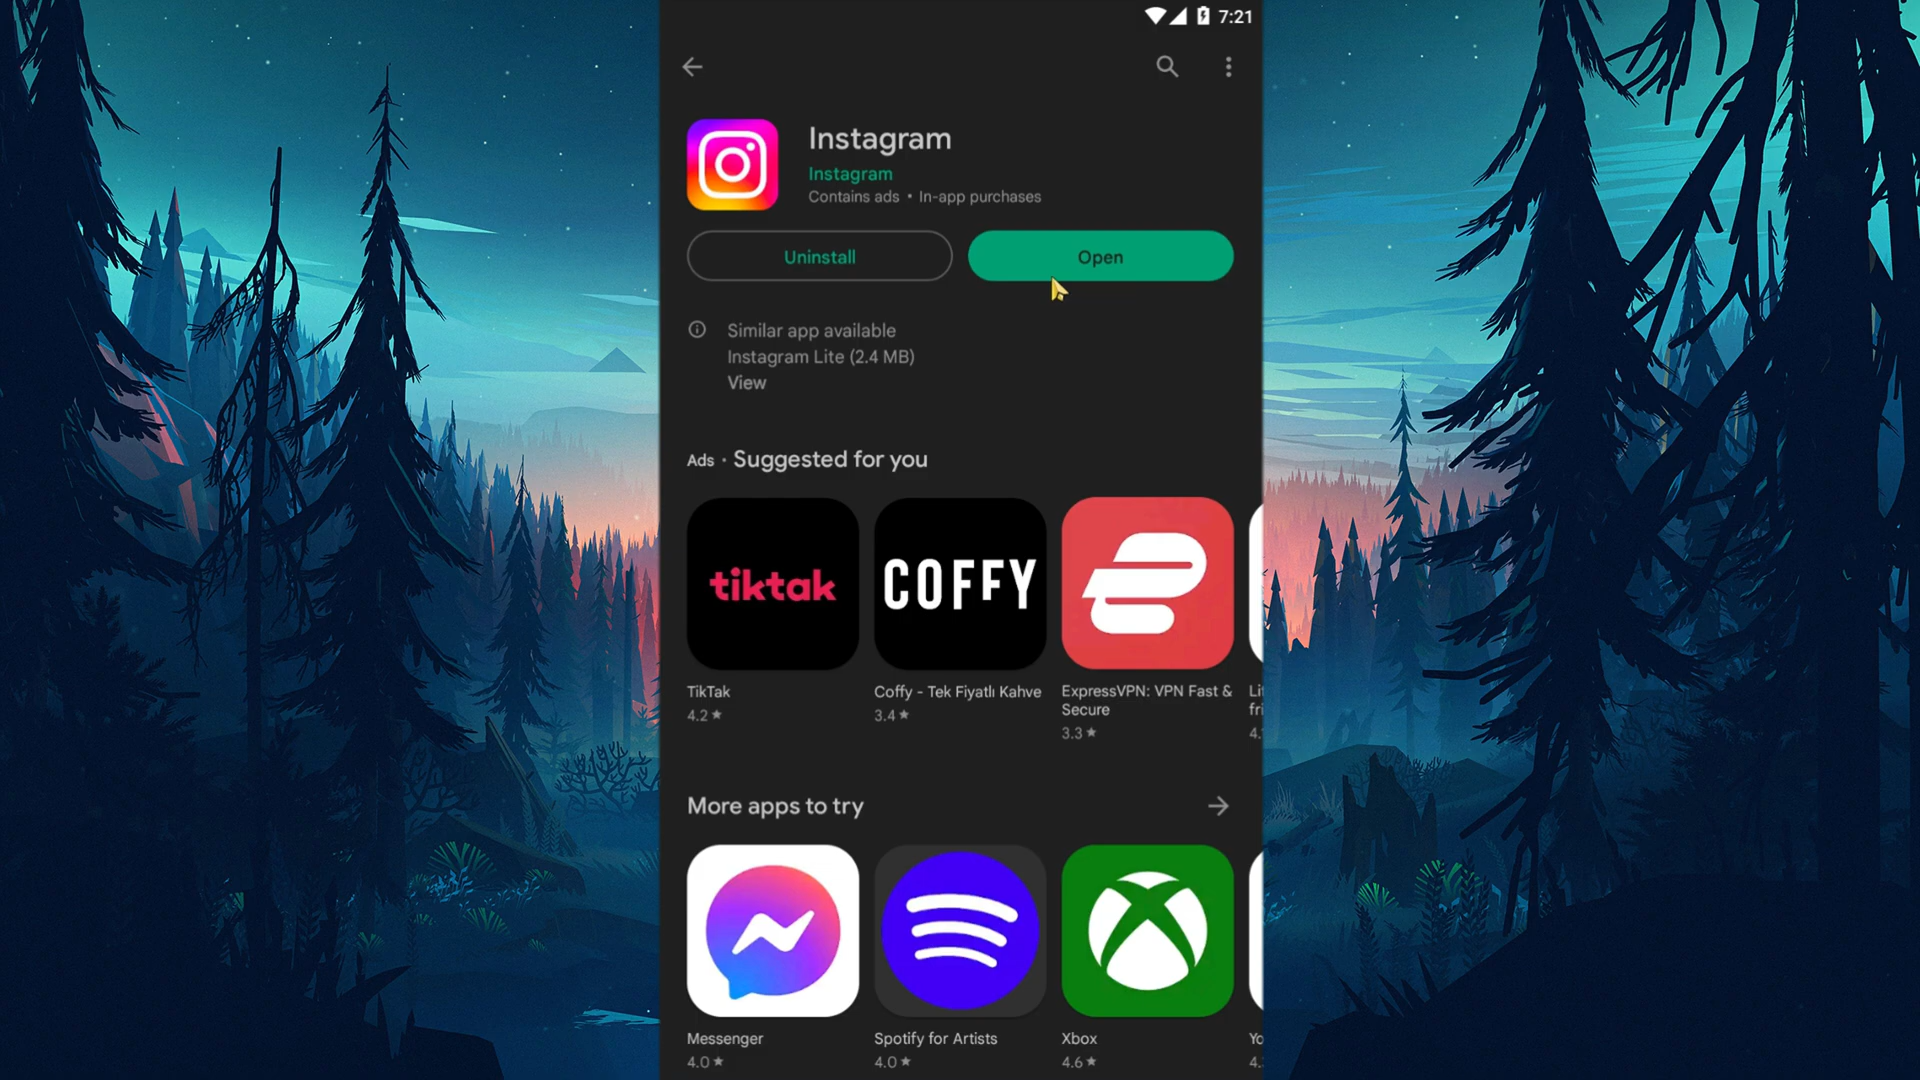 7:21
Instagram
Instagram
Contains ads • In-app purchases
Uninstall
Open
Similar app available
Instagram Lite (2.4 MB)
View
Ads • Suggested for you
tiktak
COFFY
TikTak
4.2★
Coffy - Tek Fiyatlı Kahve
3.4★
ExpressVPN: VPN Fast &
Secure
3.3★
More apps to try
Messenger
4.0★
Spotify for Artists
4.0★
Xbox
4.6★